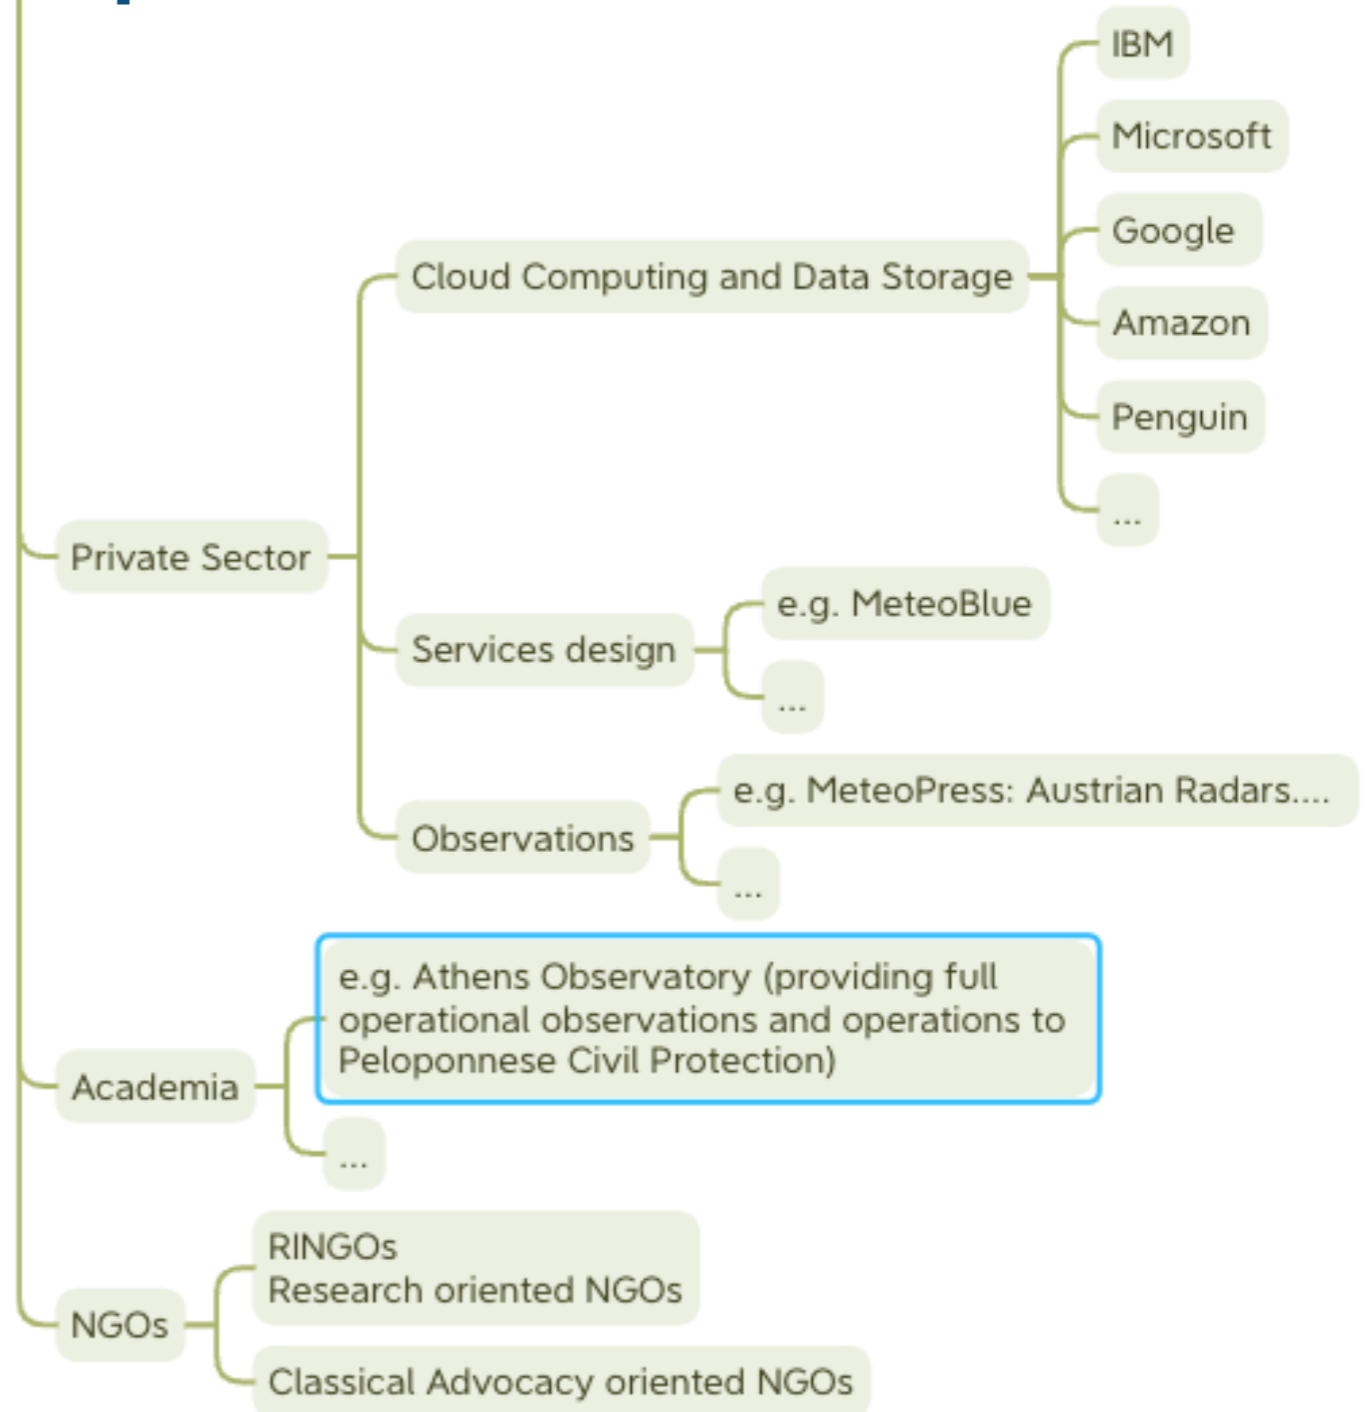 IBM
Microsoft
Google
Cloud Computing and Data Storage
Amazon
Penguin
...
Private Sector
e.g. MeteoBlue
Services design
...
e.g. MeteoPress: Austrian Radars....
Observations
...
e.g. Athens Observatory (providing full
operational observations and operations to
Peloponnese Civil Protection)
Academia
...
RINGOs
Research oriented NGOs
NGOs
Classical Advocacy oriented NGOs